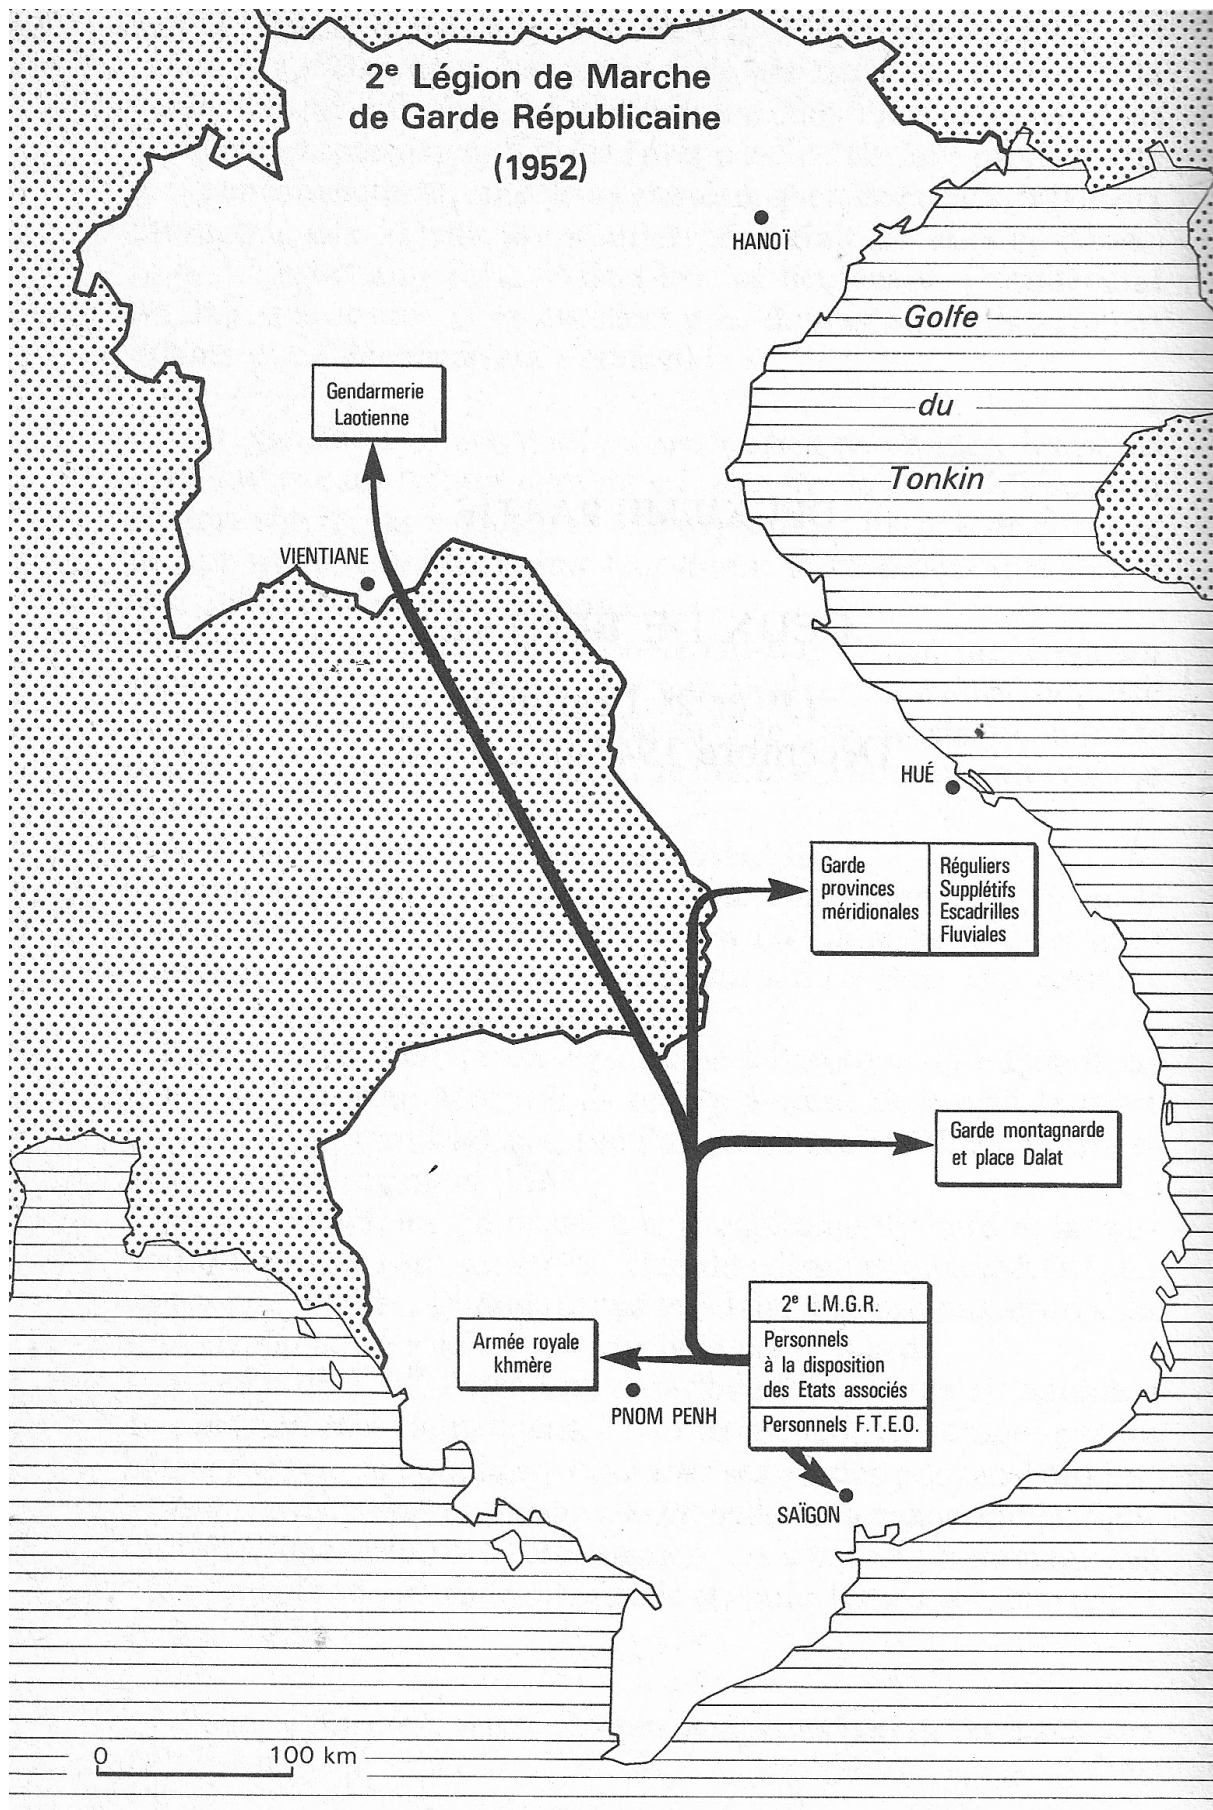 2e Légion de Marche
de Garde Républicaine
(1952)
HANOÏ
Golfe
du
Tonkin
Gendarmerie
Laotienne
VIENTIANE
HUÉ
Garde
provinces
méridionales
Réguliers
Supplétifs
Escadrilles
Fluviales
Garde montagnarde
et place Dalat
2e L.M.G.R.
Personnels
à la disposition
des Etats associés
Personnels F.T.E.O.
Armée royale
khmère
PNOM PENH
SAÏGON
0 100 km